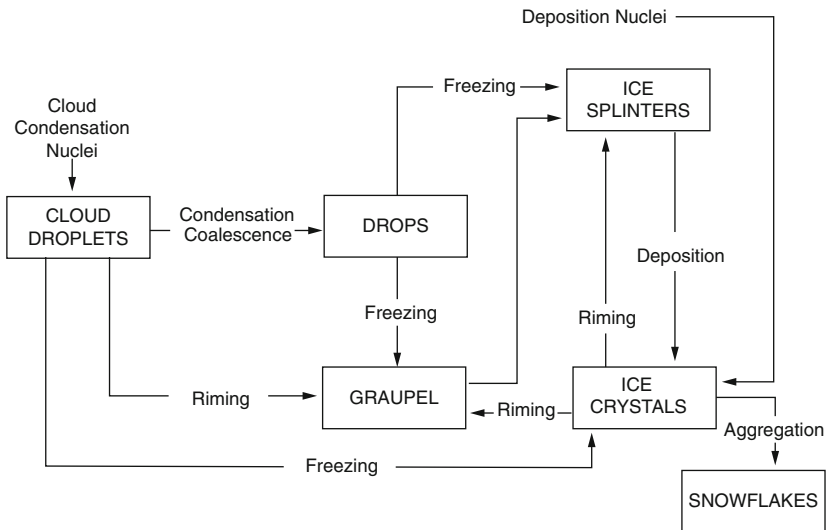 Deposition Nuclei
Freezing
ICE
SPLINTERS
Cloud
Condensation
Nuclei
CLOUD
DROPLETS
Condensation
Coalescence
DROPS
Deposition
Freezing
Riming
Riming
GRAUPEL
Riming
ICE
CRYSTALS
Aggregation
Freezing
SNOWFLAKES